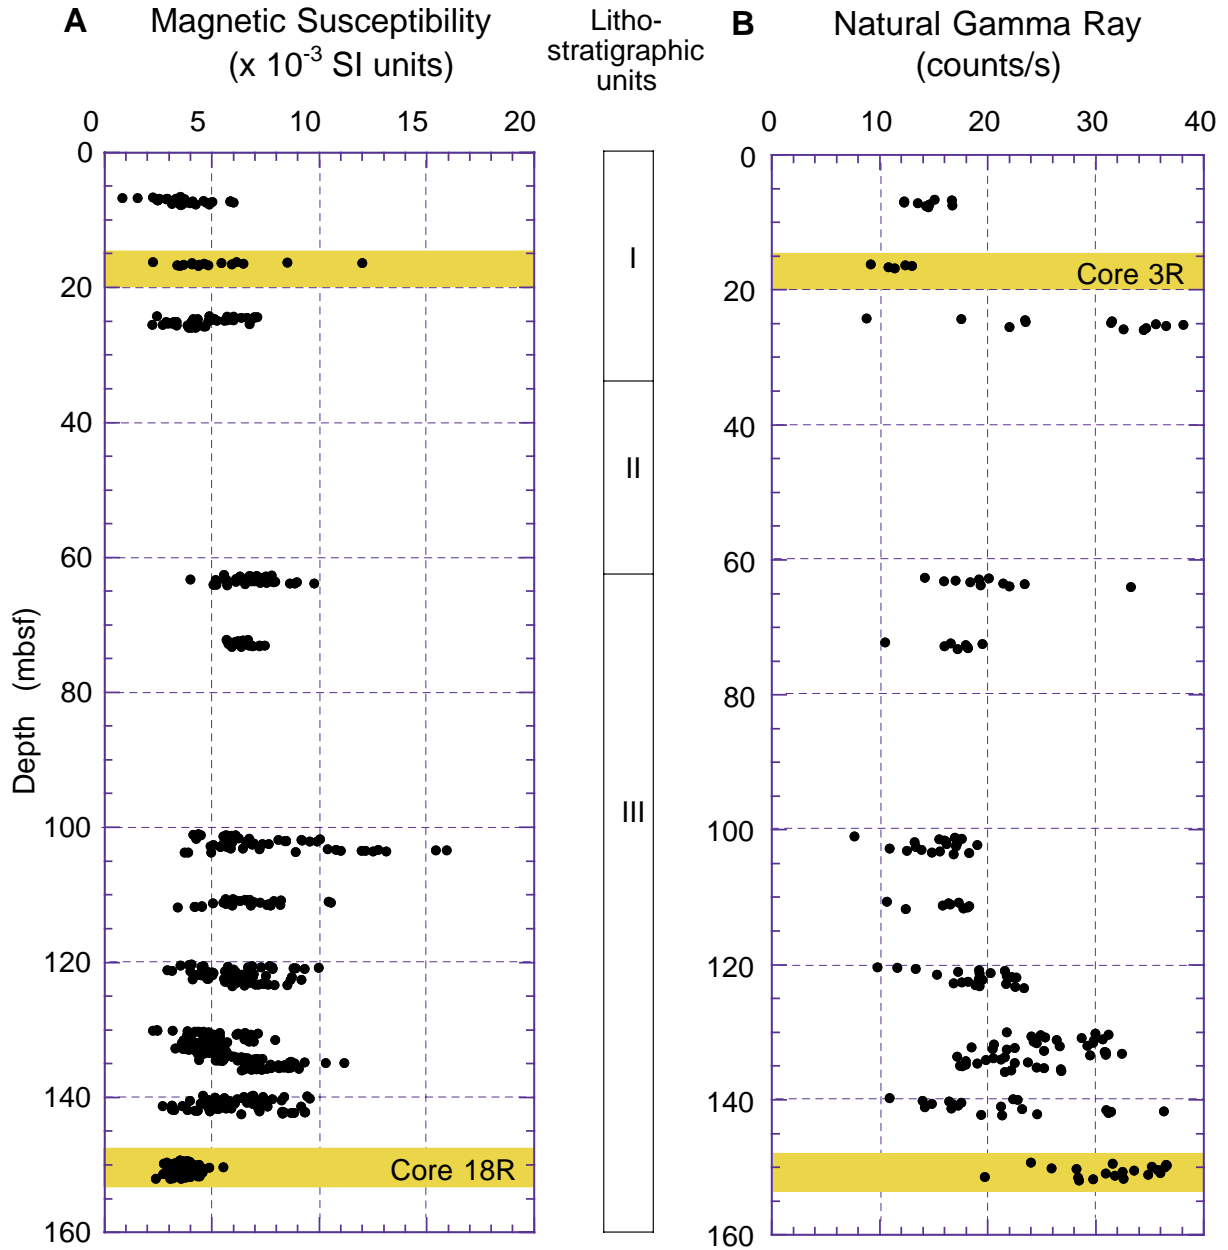 A Magnetic Susceptibility
(x 10⁻³ SI units)
Litho-
stratigraphic
units
B Natural Gamma Ray
(counts/s)
0 5 10 15 20
0 10 20 30 40
0
20
40
60
80
100
120
140
160
Depth (mbsf)
Core 18R
I
II
III
0
20
40
60
80
100
120
140
160
Core 3R